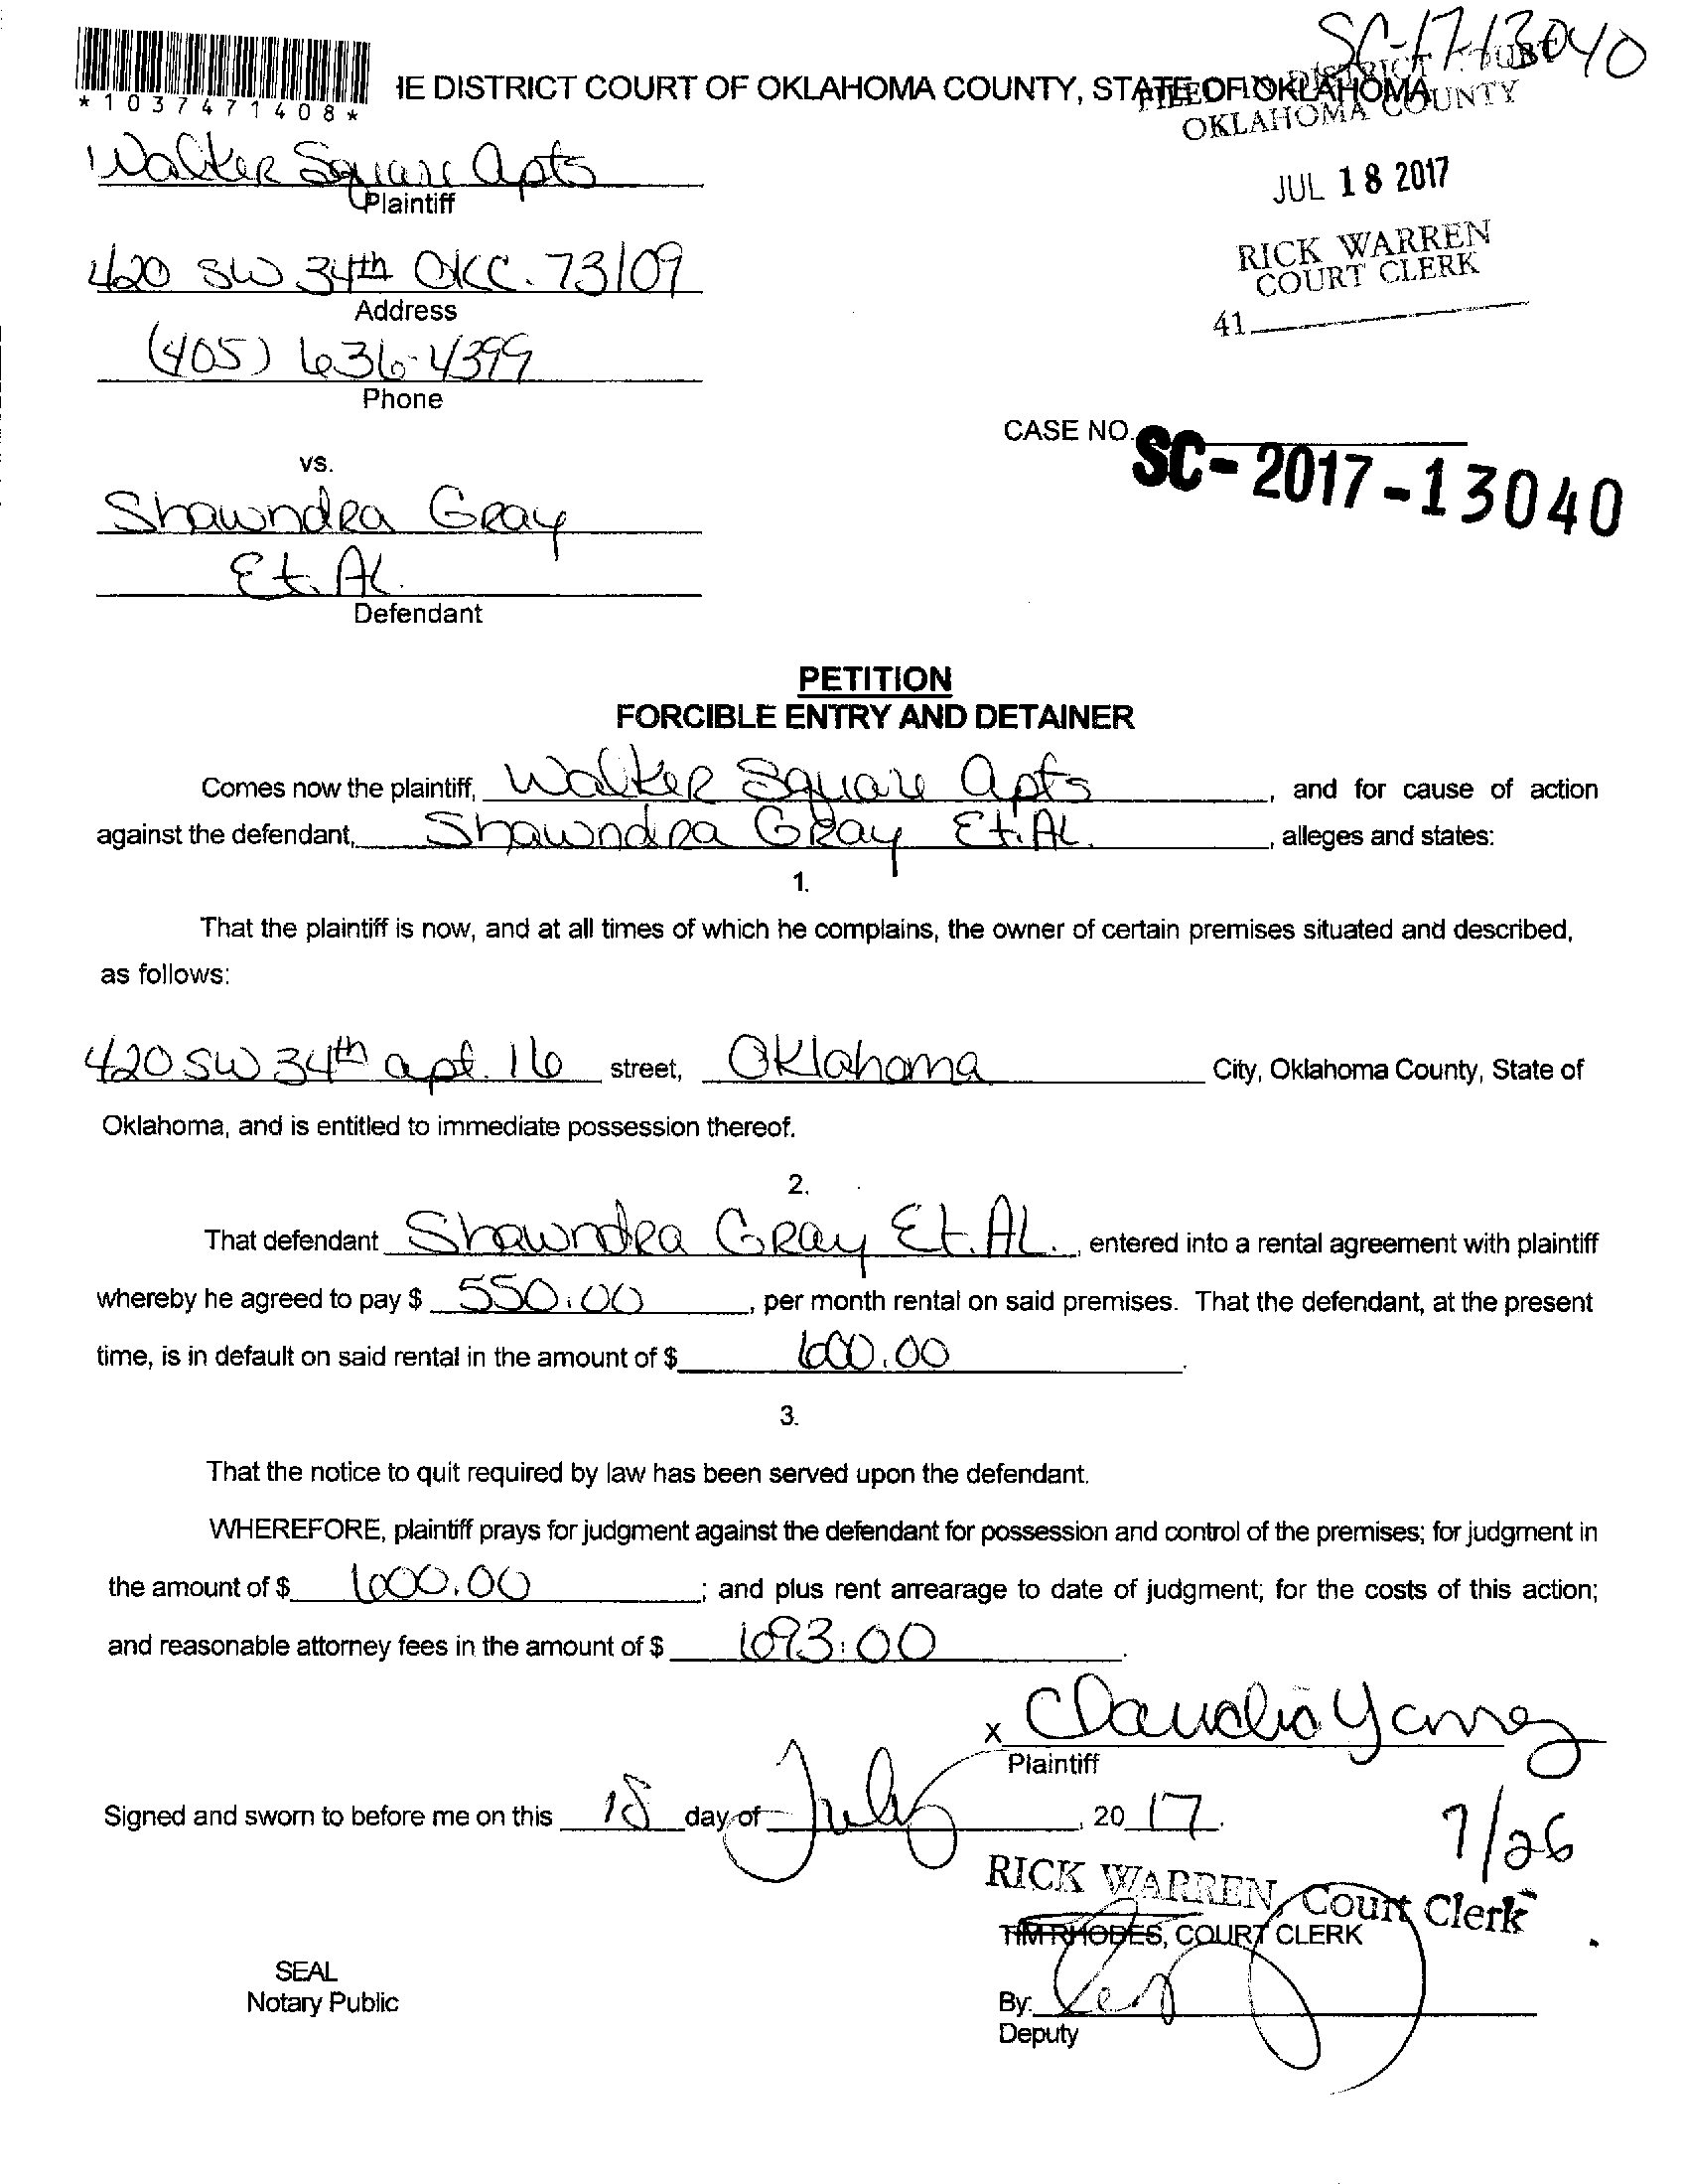 SC-17-13040
*1037471408*
IE DISTRICT COURT OF OKLAHOMA COUNTY, STATE OF OKLAHOMA
FILED IN DISTRICT COURT
OKLAHOMA COUNTY
Walker Square Apts
Plaintiff
JUL 18 2017
420 SW 34th OKC. 73109
Address
RICK WARREN
COURT CLERK
41
(405) 636-4399
Phone
CASE NO. SC-2017-13040
vs.
Shawndra Gray
Et. Al.
Defendant
PETITION
FORCIBLE ENTRY AND DETAINER
Comes now the plaintiff, Walker Square Apts, and for cause of action
against the defendant, Shawndra Gray Et. Al., alleges and states:
1.
That the plaintiff is now, and at all times of which he complains, the owner of certain premises situated and described,
as follows:
420 SW 34th apt. 16 street, Oklahoma City, Oklahoma County, State of
Oklahoma, and is entitled to immediate possession thereof.
2.
That defendant Shawndra Gray Et. Al., entered into a rental agreement with plaintiff
whereby he agreed to pay $ 550.00, per month rental on said premises. That the defendant, at the present
time, is in default on said rental in the amount of $ 600.00.
3.
That the notice to quit required by law has been served upon the defendant.
WHEREFORE, plaintiff prays for judgment against the defendant for possession and control of the premises; for judgment in
the amount of $ 600.00; and plus rent arrearage to date of judgment; for the costs of this action;
and reasonable attorney fees in the amount of $ 693.00.
x Claudia Yanez
Plaintiff
Signed and sworn to before me on this 18 day of July, 2017.
7/26
RICK WARREN, Court Clerk
TIM RHODES, COURT CLERK
SEAL
Notary Public
By:
Deputy